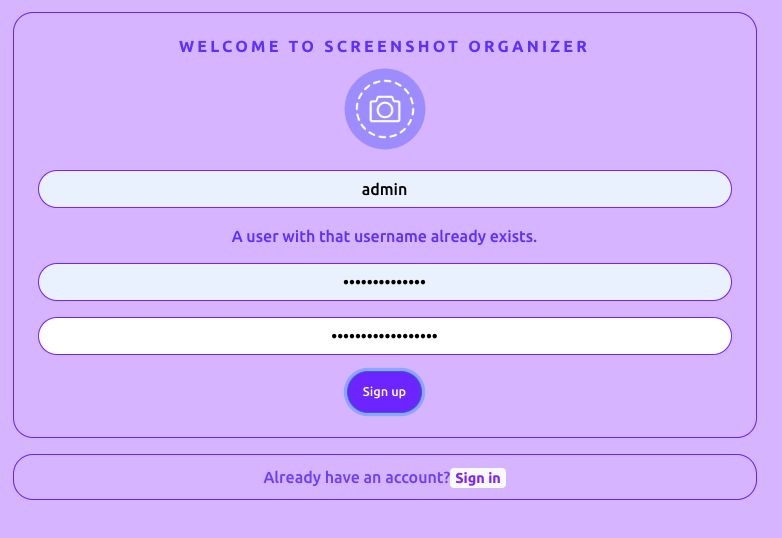 WELCOME TO SCREENSHOT ORGANIZER
admin
A user with that username already exists.
••••••••••••••
••••••••••••••••••
Sign up
Already have an account? Sign in